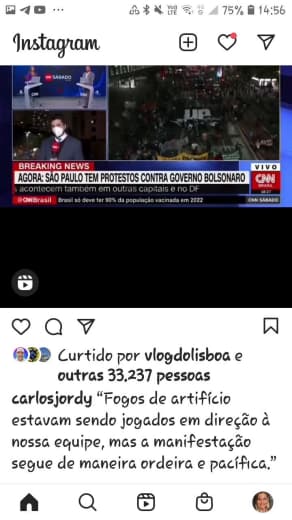 75% 14:56
Instagram
CNN SÁBADO
UP
BREAKING NEWS
VIVO
AGORA: SÃO PAULO TEM PROTESTOS CONTRA GOVERNO BOLSONARO
CNN
BRASIL
s acontecem também em outras capitais e no DF
@CNNBrasil Brasil só deve ter 90% da população vacinada em 2022
CNN SÁBADO
Curtido por vlogdolisboa e
outras 33.237 pessoas
carlosjordy “Fogos de artifício
estavam sendo jogados em direção à
nossa equipe, mas a manifestação
segue de maneira ordeira e pacífica.”